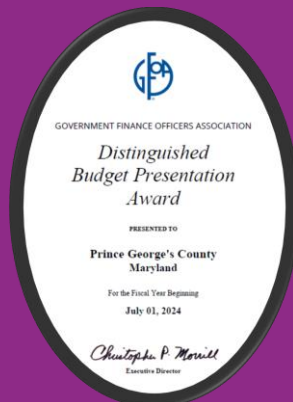 GFOA
GOVERNMENT FINANCE OFFICERS ASSOCIATION
Distinguished
Budget Presentation
Award
PRESENTED TO
Prince George's County
Maryland
For the Fiscal Year Beginning
July 01, 2024
Christopher P. Morrill
Executive Director